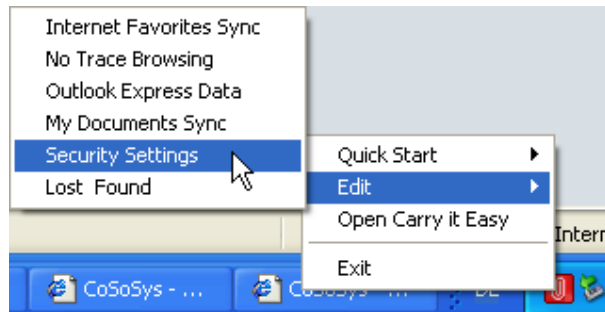 Internet Favorites Sync
No Trace Browsing
Outlook Express Data
My Documents Sync
Security Settings
Lost Found
Quick Start
Edit
Open Carry it Easy
Exit
Intern
CoSoSys - ...